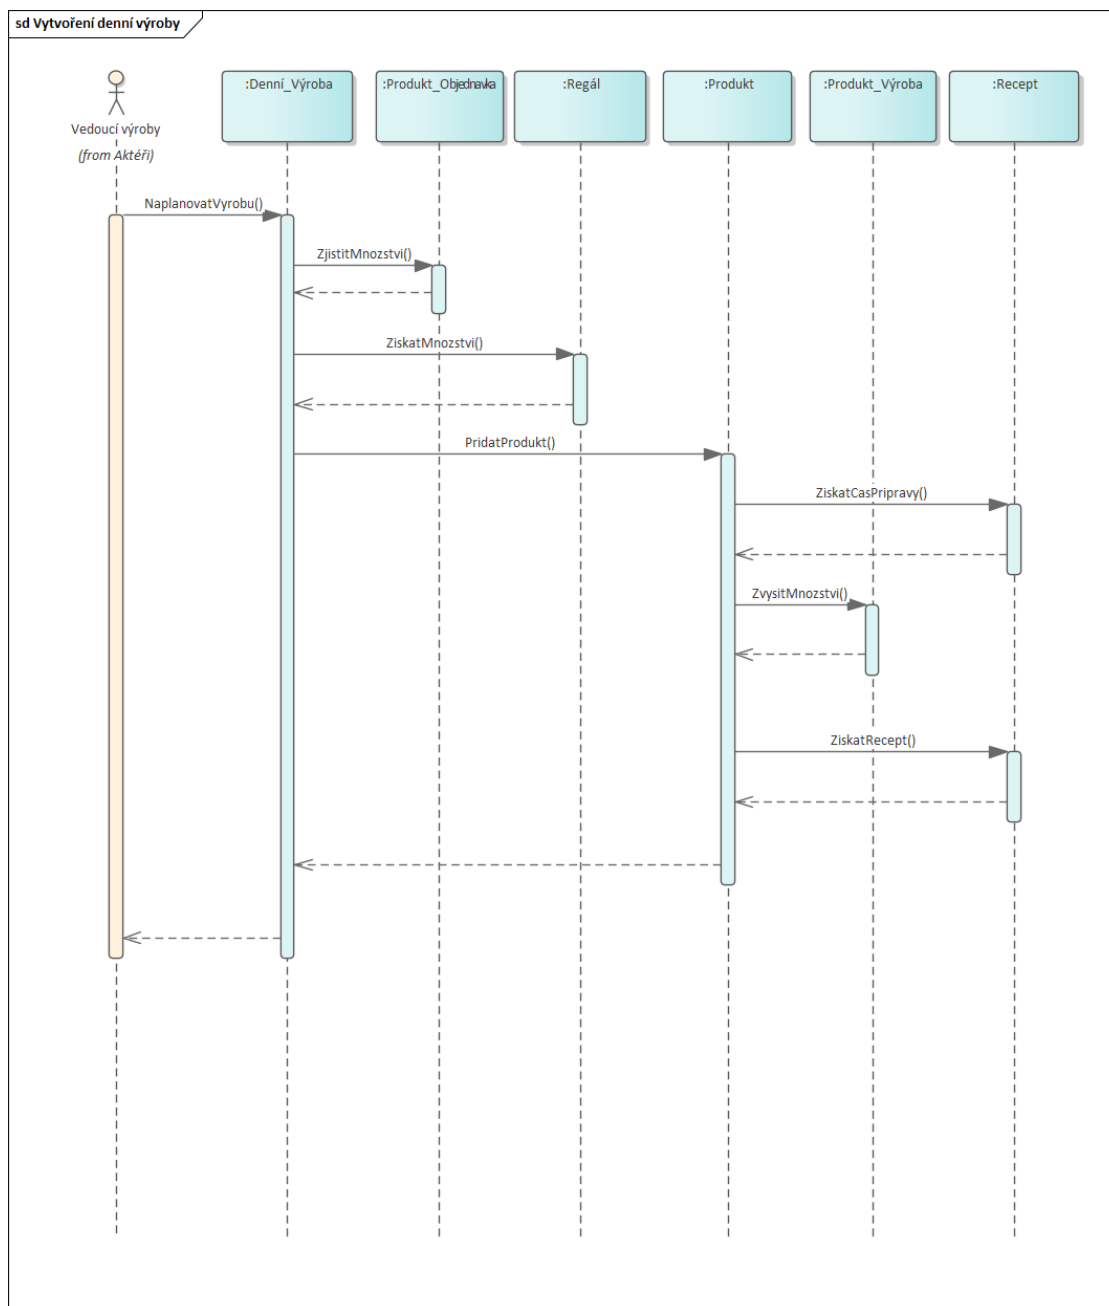 sd Vytvoření denní výroby
Vedoucí výroby
(from Aktéři)
:Denní_Výroba
:Produkt_Objednavka
:Regál
:Produkt
:Produkt_Výroba
:Recept
NaplanovatVyrobu()
ZjistitMnozstvi()
ZiskatMnozstvi()
PridatProdukt()
ZiskatCasPripravy()
ZvysitMnozstvi()
ZiskatRecept()